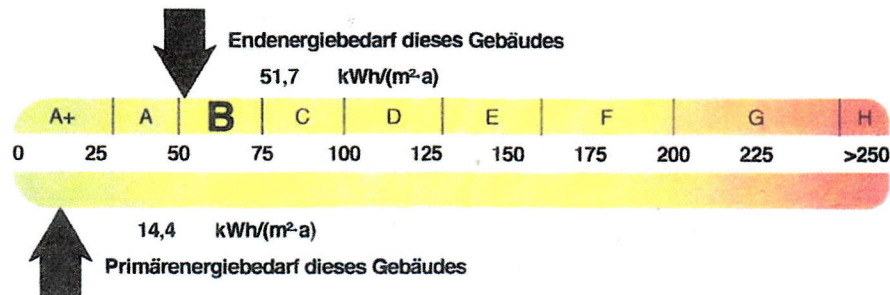 Endenergiebedarf dieses Gebäudes
51,7 kWh/(m²·a)
A+ A B C D E F G H
0 25 50 75 100 125 150 175 200 225 >250
14,4 kWh/(m²·a)
Primärenergiebedarf dieses Gebäudes